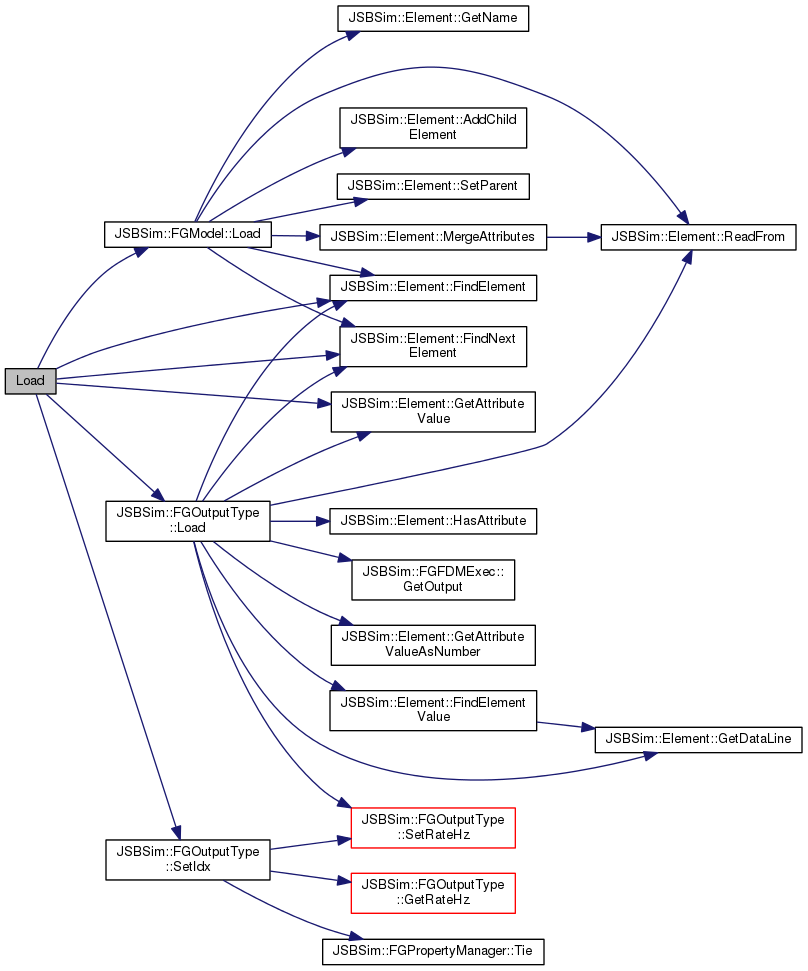 JSBSim::Element::GetName
JSBSim::Element::AddChild
Element
JSBSim::Element::SetParent
JSBSim::FGModel::Load
JSBSim::Element::MergeAttributes
JSBSim::Element::ReadFrom
JSBSim::Element::FindElement
JSBSim::Element::FindNext
Element
Load
JSBSim::Element::GetAttribute
Value
JSBSim::FGOutputType
::Load
JSBSim::Element::HasAttribute
JSBSim::FGFDMExec::
GetOutput
JSBSim::Element::GetAttribute
ValueAsNumber
JSBSim::Element::FindElement
Value
JSBSim::Element::GetDataLine
JSBSim::FGOutputType
::SetRateHz
JSBSim::FGOutputType
::SetIdx
JSBSim::FGOutputType
::GetRateHz
JSBSim::FGPropertyManager::Tie